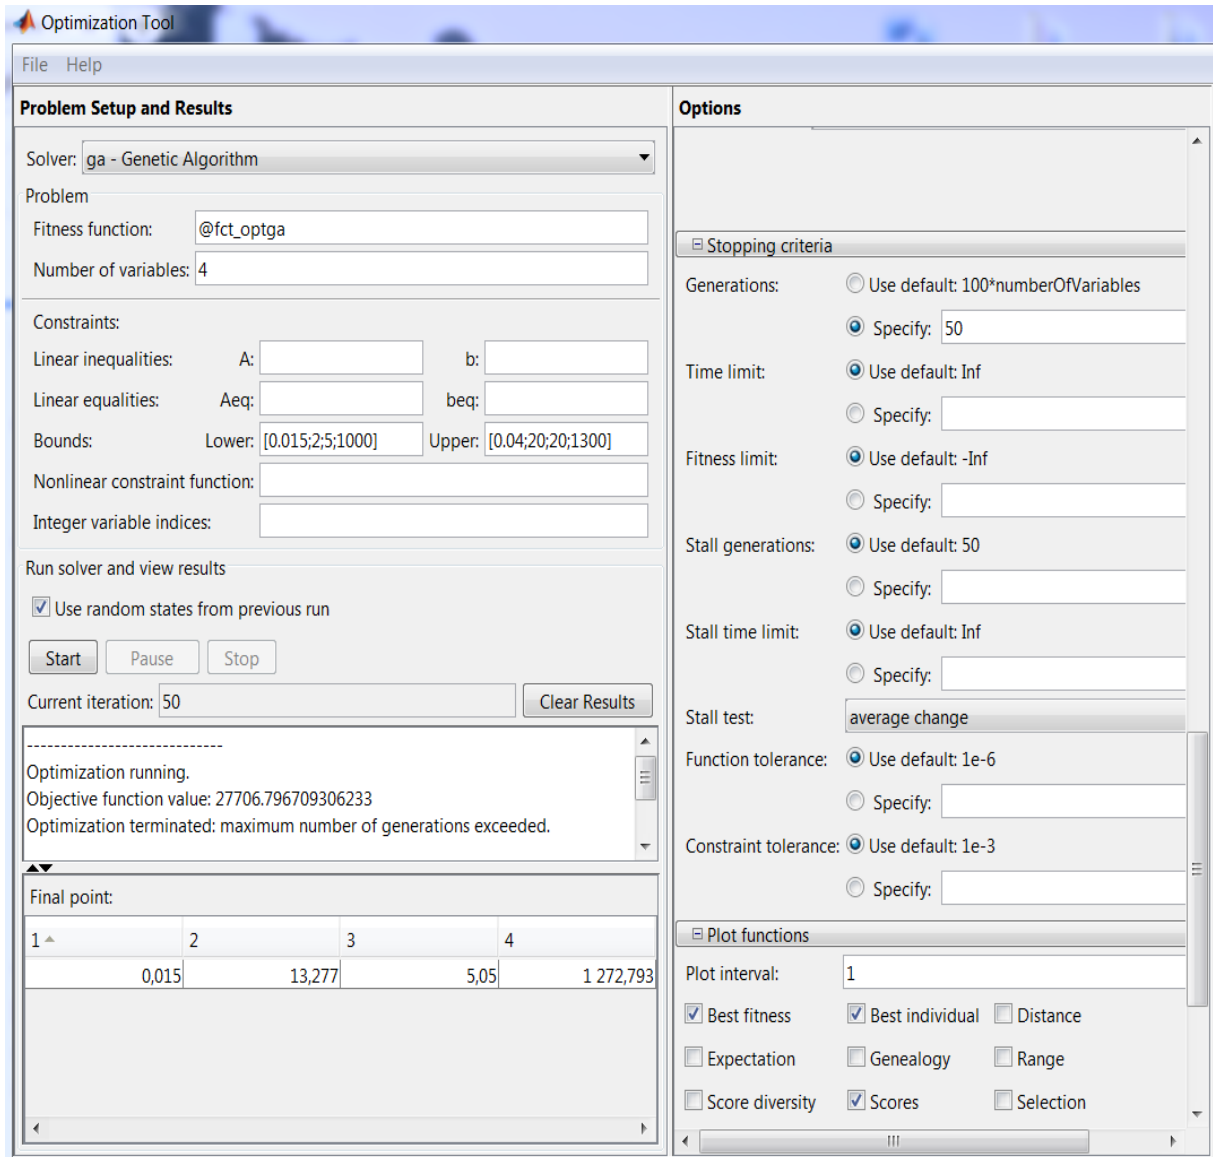 Optimization Tool
File Help
Problem Setup and Results
Solver: ga - Genetic Algorithm
Problem
Fitness function: @fct_optga
Number of variables: 4
Constraints:
Linear inequalities: A: b:
Linear equalities: Aeq: beq:
Bounds: Lower: [0.015;2;5;1000] Upper: [0.04;20;20;1300]
Nonlinear constraint function:
Integer variable indices:
Run solver and view results
Use random states from previous run
Start Pause Stop
Current iteration: 50 Clear Results
-----------------------------
Optimization running.
Objective function value: 27706.796709306233
Optimization terminated: maximum number of generations exceeded.
Final point:
1 2 3 4
0,015 13,277 5,05 1 272,793
Options
Stopping criteria
Generations: Use default: 100*numberOfVariables
Specify: 50
Time limit: Use default: Inf
Specify:
Fitness limit: Use default: -Inf
Specify:
Stall generations: Use default: 50
Specify:
Stall time limit: Use default: Inf
Specify:
Stall test: average change
Function tolerance: Use default: 1e-6
Specify:
Constraint tolerance: Use default: 1e-3
Specify:
Plot functions
Plot interval: 1
Best fitness Best individual Distance
Expectation Genealogy Range
Score diversity Scores Selection